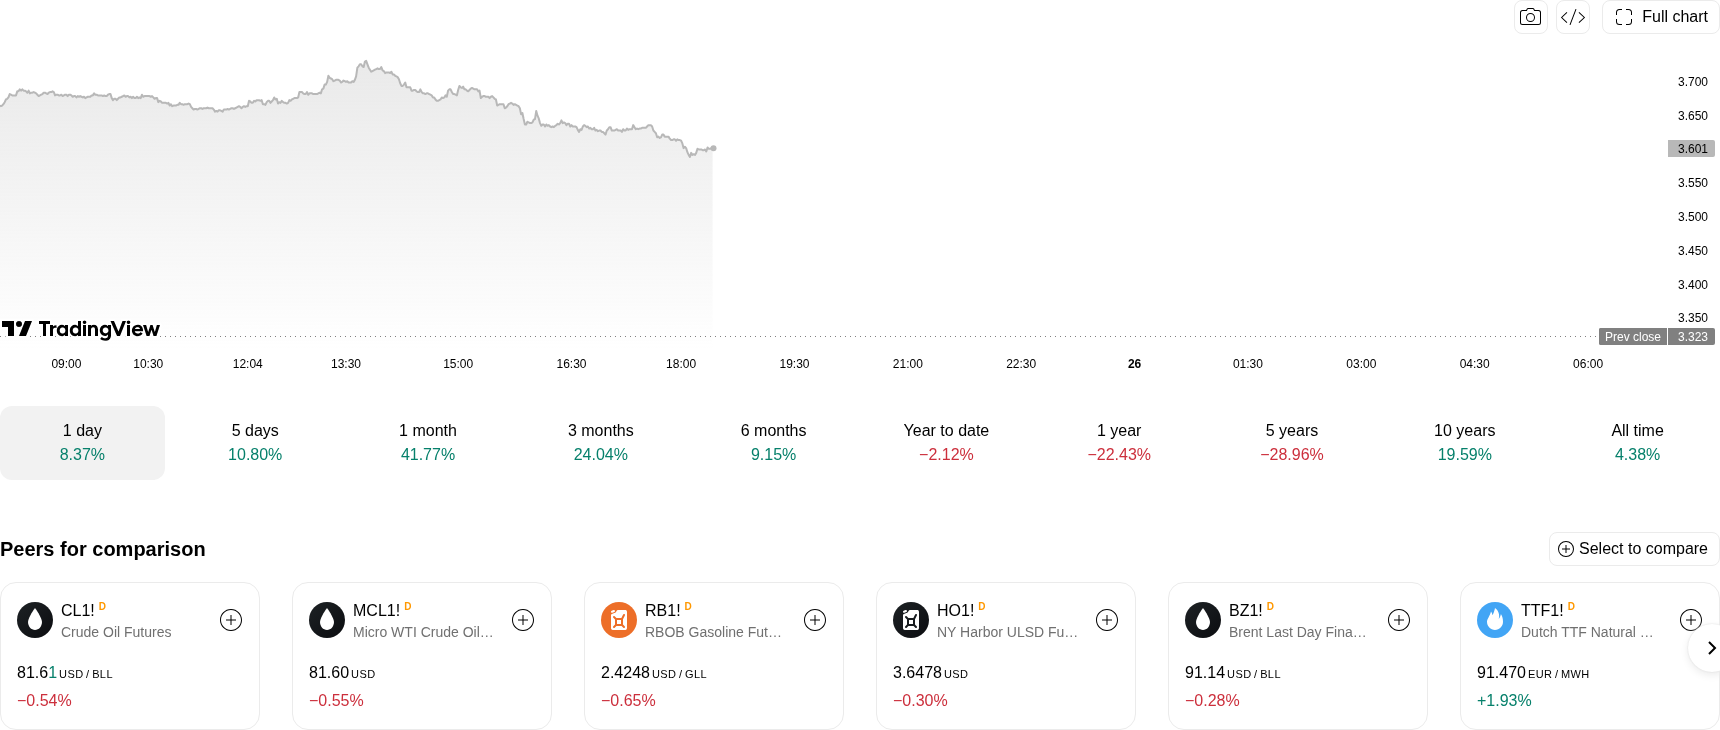 Full chart
3.700
3.650
3.601
3.550
3.500
3.450
3.400
3.350
TradingView
Prev close 3.323
09:00 10:30 12:04 13:30 15:00 16:30 18:00 19:30 21:00 22:30 26 01:30 03:00 04:30 06:00
1 day 5 days 1 month 3 months 6 months Year to date 1 year 5 years 10 years All time
8.37% 10.80% 41.77% 24.04% 9.15% −2.12% −22.43% −28.96% 19.59% 4.38%
Peers for comparison
Select to compare
CL1! D
Crude Oil Futures
81.61 USD / BLL
−0.54%
MCL1! D
Micro WTI Crude Oil…
81.60 USD
−0.55%
RB1! D
RBOB Gasoline Fut…
2.4248 USD / GLL
−0.65%
HO1! D
NY Harbor ULSD Fu…
3.6478 USD
−0.30%
BZ1! D
Brent Last Day Fina…
91.14 USD / BLL
−0.28%
TTF1! D
Dutch TTF Natural …
91.470 EUR / MWH
+1.93%